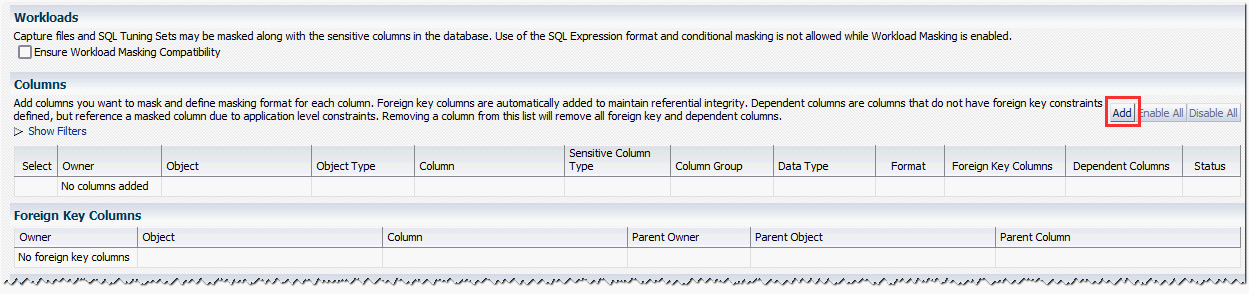 Workloads
Capture files and SQL Tuning Sets may be masked along with the sensitive columns in the database. Use of the SQL Expression format and conditional masking is not allowed while Workload Masking is enabled.
Ensure Workload Masking Compatibility
Columns
Add columns you want to mask and define masking format for each column. Foreign key columns are automatically added to maintain referential integrity. Dependent columns are columns that do not have foreign key constraints
defined, but reference a masked column due to application level constraints. Removing a column from this list will remove all foreign key and dependent columns.
Add Enable All Disable All
Show Filters
Select Owner Object Object Type Column Sensitive Column Type Column Group Data Type Format Foreign Key Columns Dependent Columns Status
No columns added
Foreign Key Columns
Owner Object Column Parent Owner Parent Object Parent Column
No foreign key columns